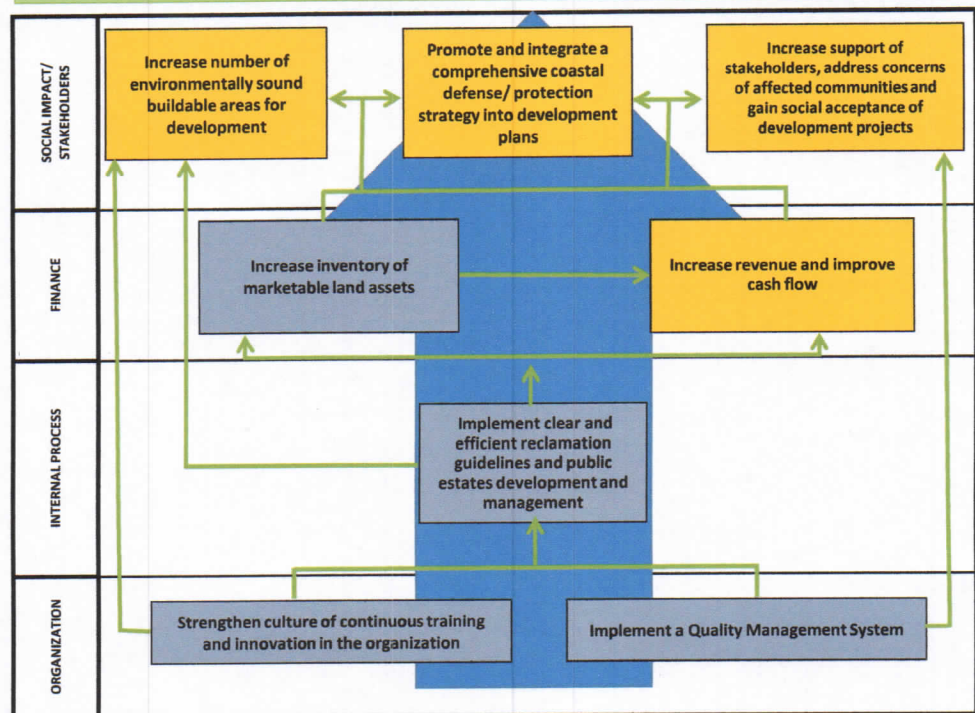 SOCIAL IMPACT/
STAKEHOLDERS
Increase number of
environmentally sound
buildable areas for
development
Promote and integrate a
comprehensive coastal
defense/ protection
strategy into development
plans
Increase support of
stakeholders, address concerns
of affected communities and
gain social acceptance of
development projects
FINANCE
Increase inventory of
marketable land assets
Increase revenue and improve
cash flow
INTERNAL PROCESS
Implement clear and
efficient reclamation
guidelines and public
estates development and
management
ORGANIZATION
Strengthen culture of continuous training
and innovation in the organization
Implement a Quality Management System